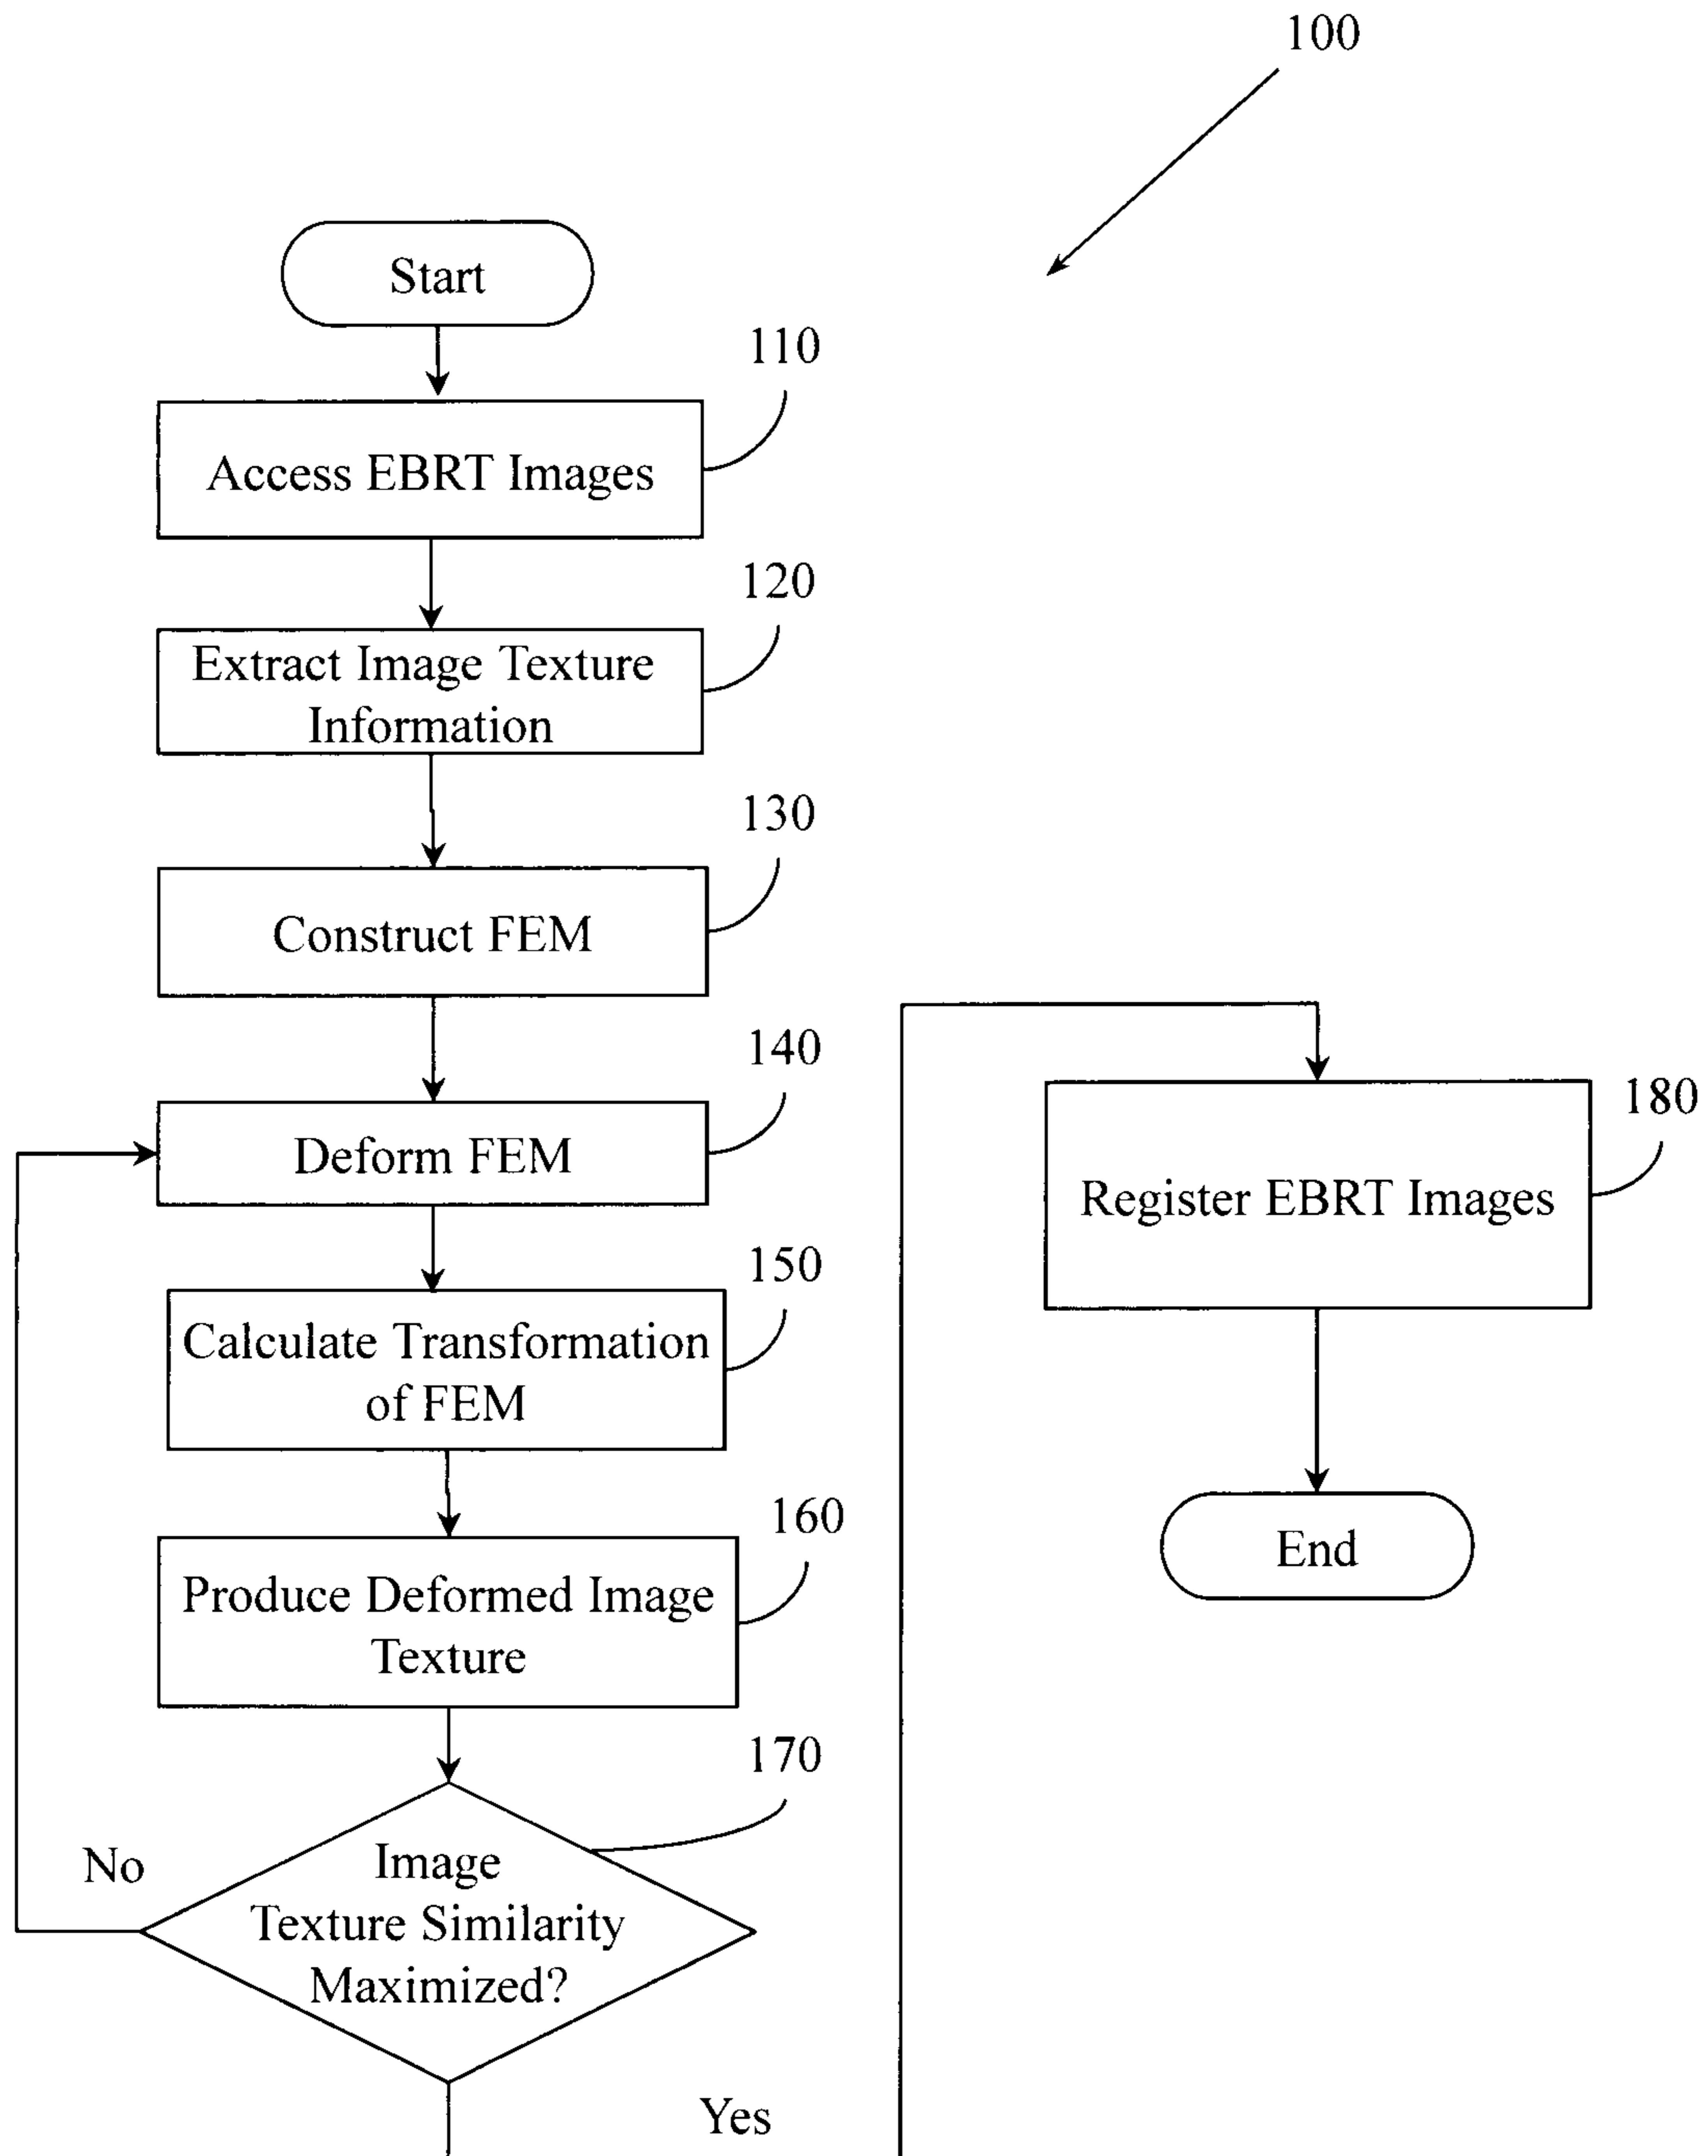 100
Start
110
Access EBRT Images
120
Extract Image Texture
Information
130
Construct FEM
140
Deform FEM
150
Calculate Transformation
of FEM
160
Produce Deformed Image
Texture
170
No
Image
Texture Similarity
Maximized?
Yes
180
Register EBRT Images
End